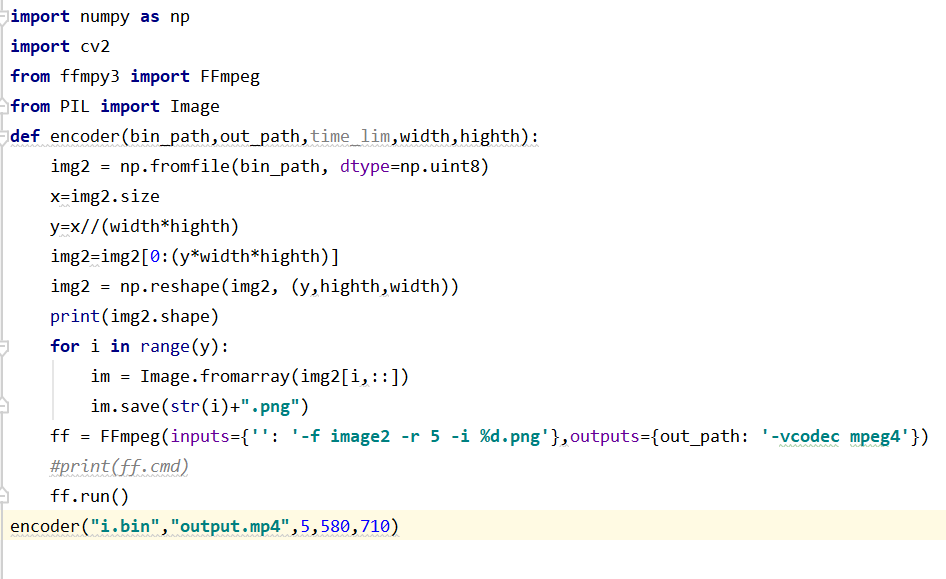 import numpy as np
import cv2
from ffmpy3 import FFmpeg
from PIL import Image
def encoder(bin_path,out_path,time_lim,width,highth):
    img2 = np.fromfile(bin_path, dtype=np.uint8)
    x=img2.size
    y=x//(width*highth)
    img2=img2[0:(y*width*highth)]
    img2 = np.reshape(img2, (y,highth,width))
    print(img2.shape)
    for i in range(y):
        im = Image.fromarray(img2[i,::])
        im.save(str(i)+".png")
    ff = FFmpeg(inputs={'': '-f image2 -r 5 -i %d.png'},outputs={out_path: '-vcodec mpeg4'})
    #print(ff.cmd)
    ff.run()
encoder("i.bin","output.mp4",5,580,710)